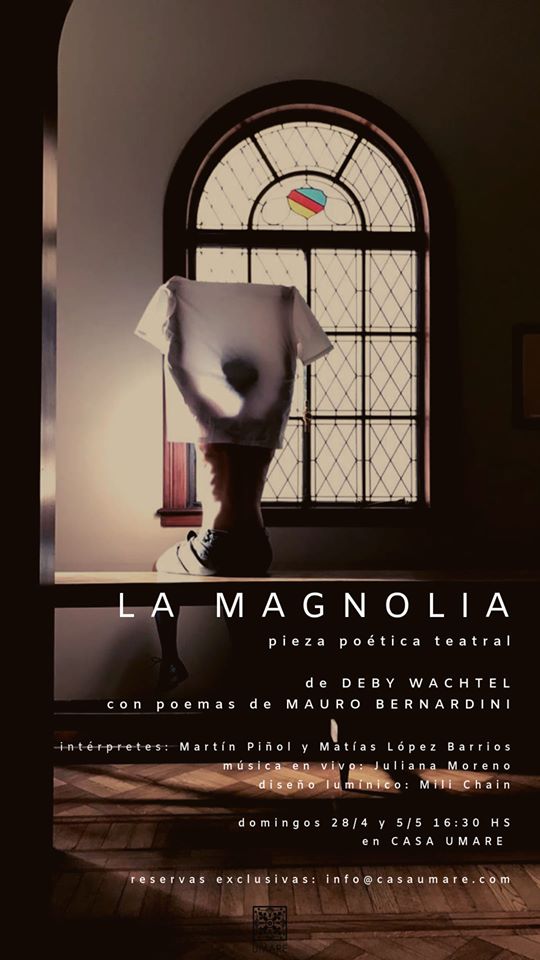 LA MAGNOLIA
pieza poética teatral
de DEBY WACHTEL
con poemas de MAURO BERNARDINI
intérpretes: Martín Piñol y Matías López Barrios
música en vivo: Juliana Moreno
diseño lumínico: Mili Chain
domingos 28/4 y 5/5 16:30 HS
en CASA UMARE
reservas exclusivas: info@casaumare.com
UMARE